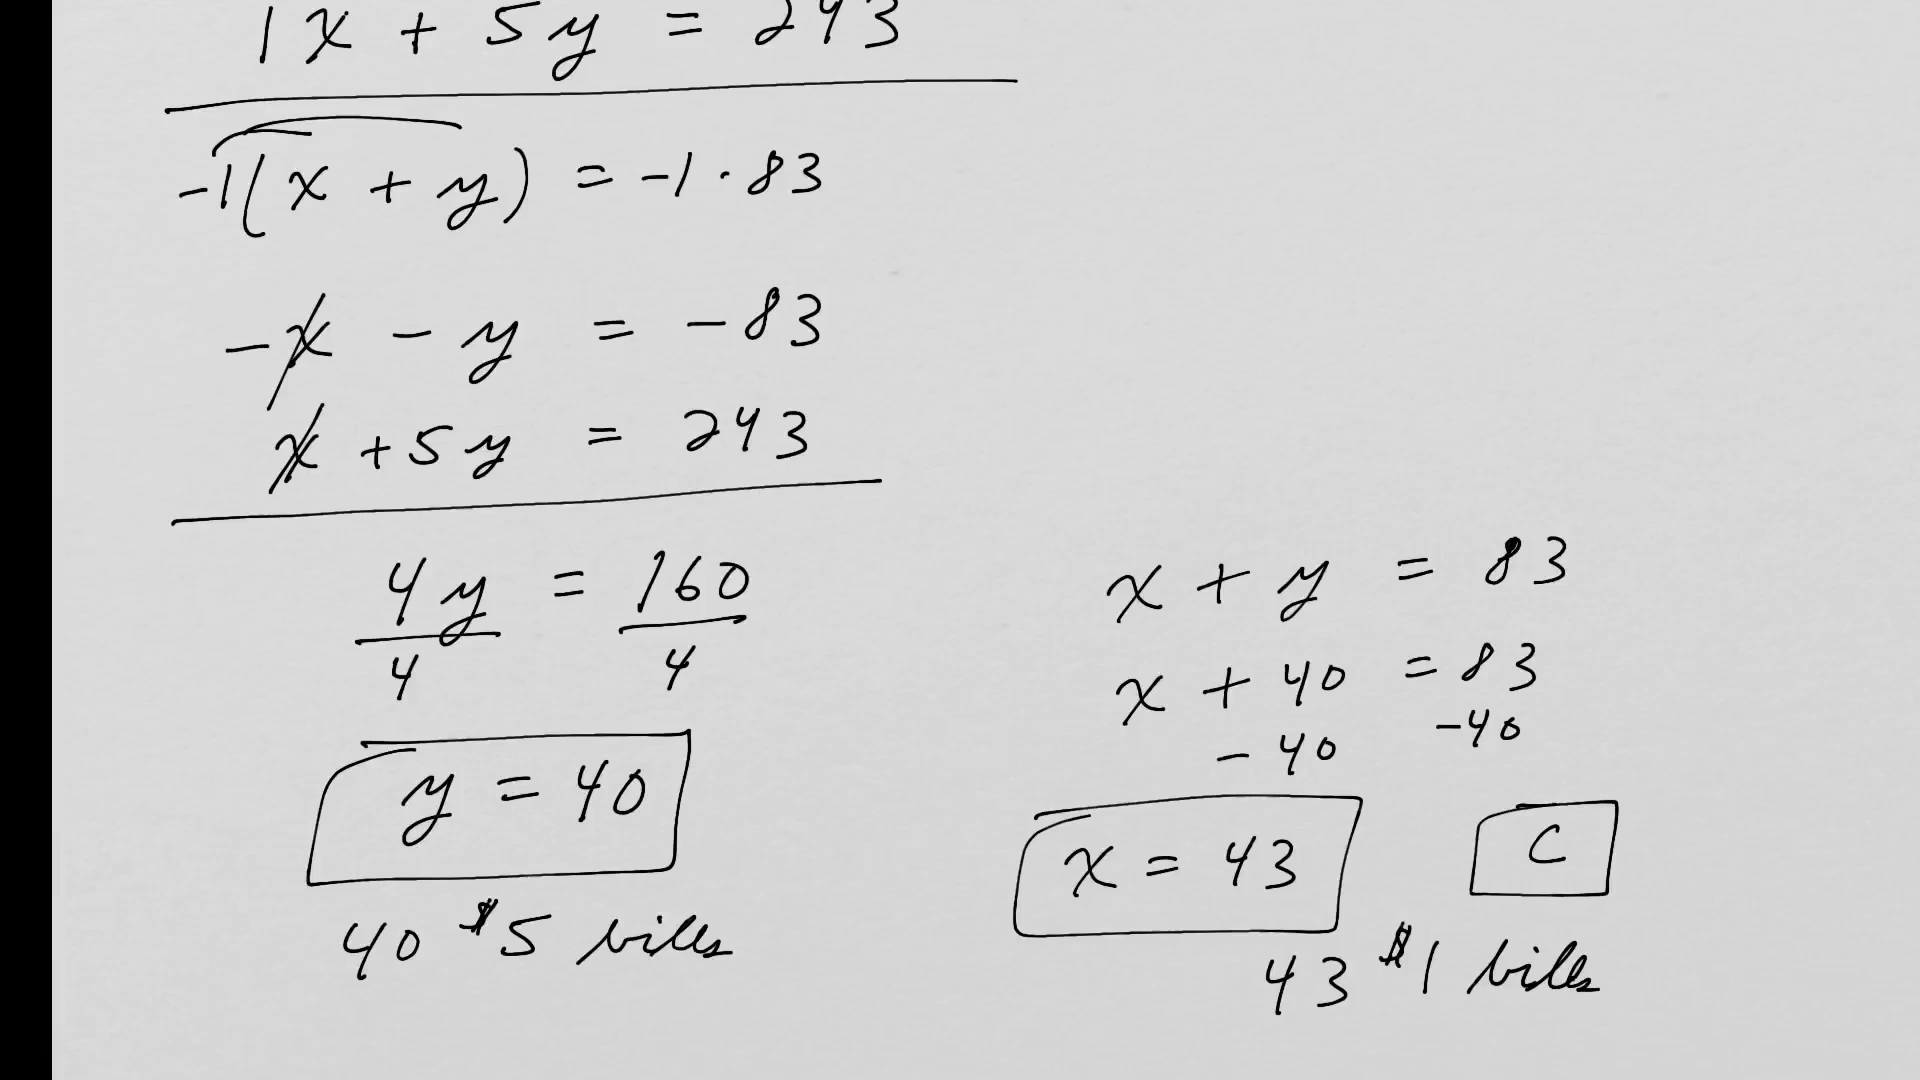 1x + 5y = 243
-1(x + y) = -1 · 83
-x - y = -83
x + 5y = 243
4y = 160
4 4
y = 40
40 $5 bills
x + y = 83
x + 40 = 83
- 40 -40
x = 43
C
43 $1 bills